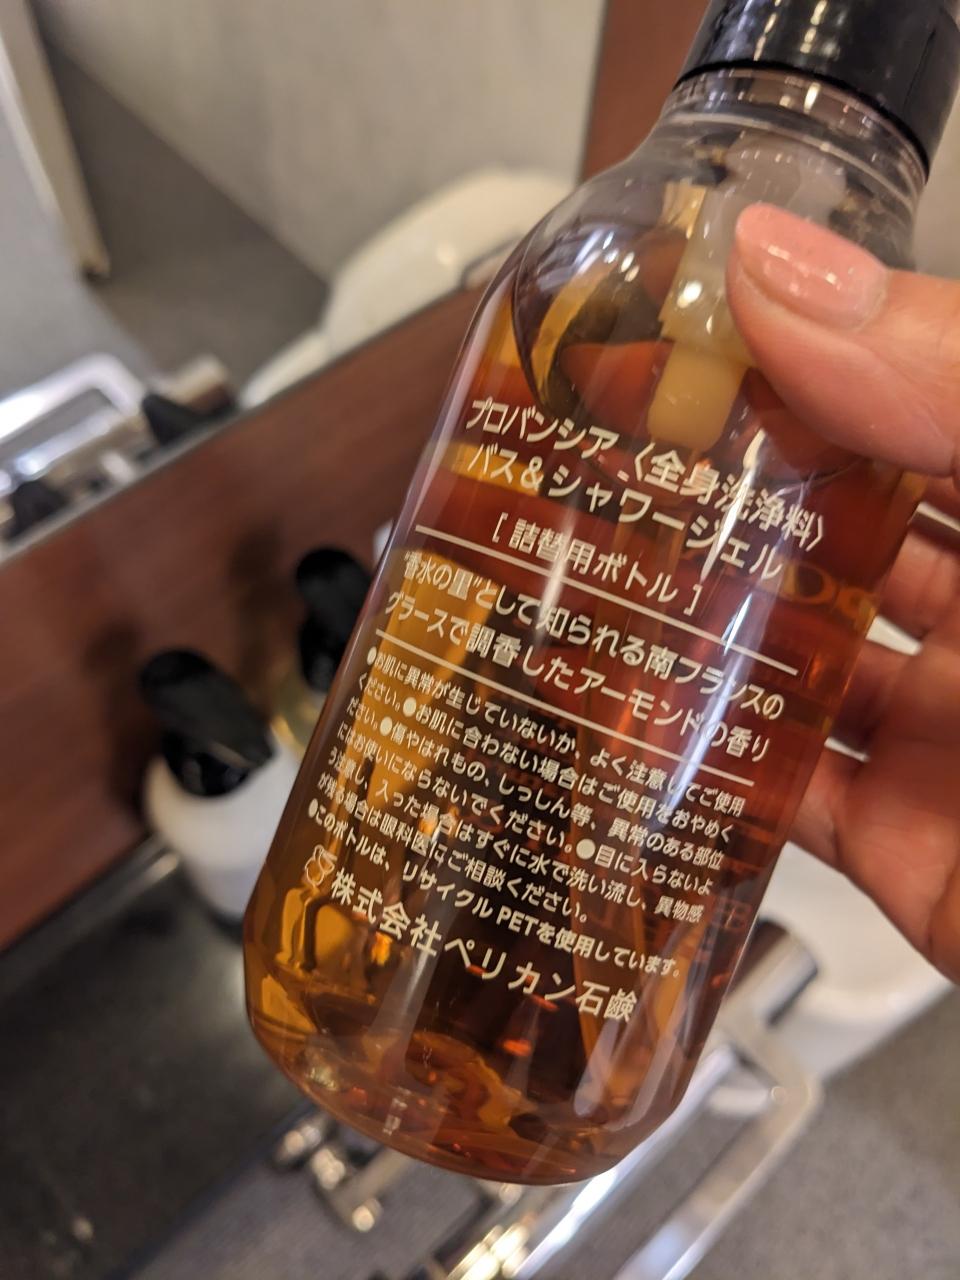 プロバンシア〈全身洗浄料〉
バス&シャワージェル
[ 詰替用ボトル ]
"香水の里"として知られる南フランスの
グラースで調香したアーモンドの香り
●お肌に異常が生じていないか、よく注意してご使用
ください。●お肌に合わない場合はご使用をおやめく
ださい。●傷やはれもの、しっしん等、異常のある部位
にはお使いにならないでください。●目に入らないよ
う注意し、入った場合はすぐに水で洗い流し、異物感
が残る場合は眼科医にご相談ください。
●このボトルは、リサイクルPETを使用しています。
株式会社ペリカン石鹸